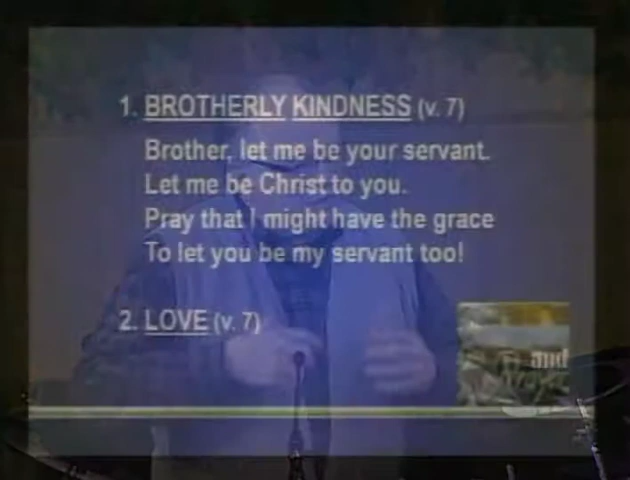 1. BROTHERLY KINDNESS (v. 7)
Brother, let me be your servant.
Let me be Christ to you.
Pray that I might have the grace
To let you be my servant too!
2. LOVE (v. 7)
and